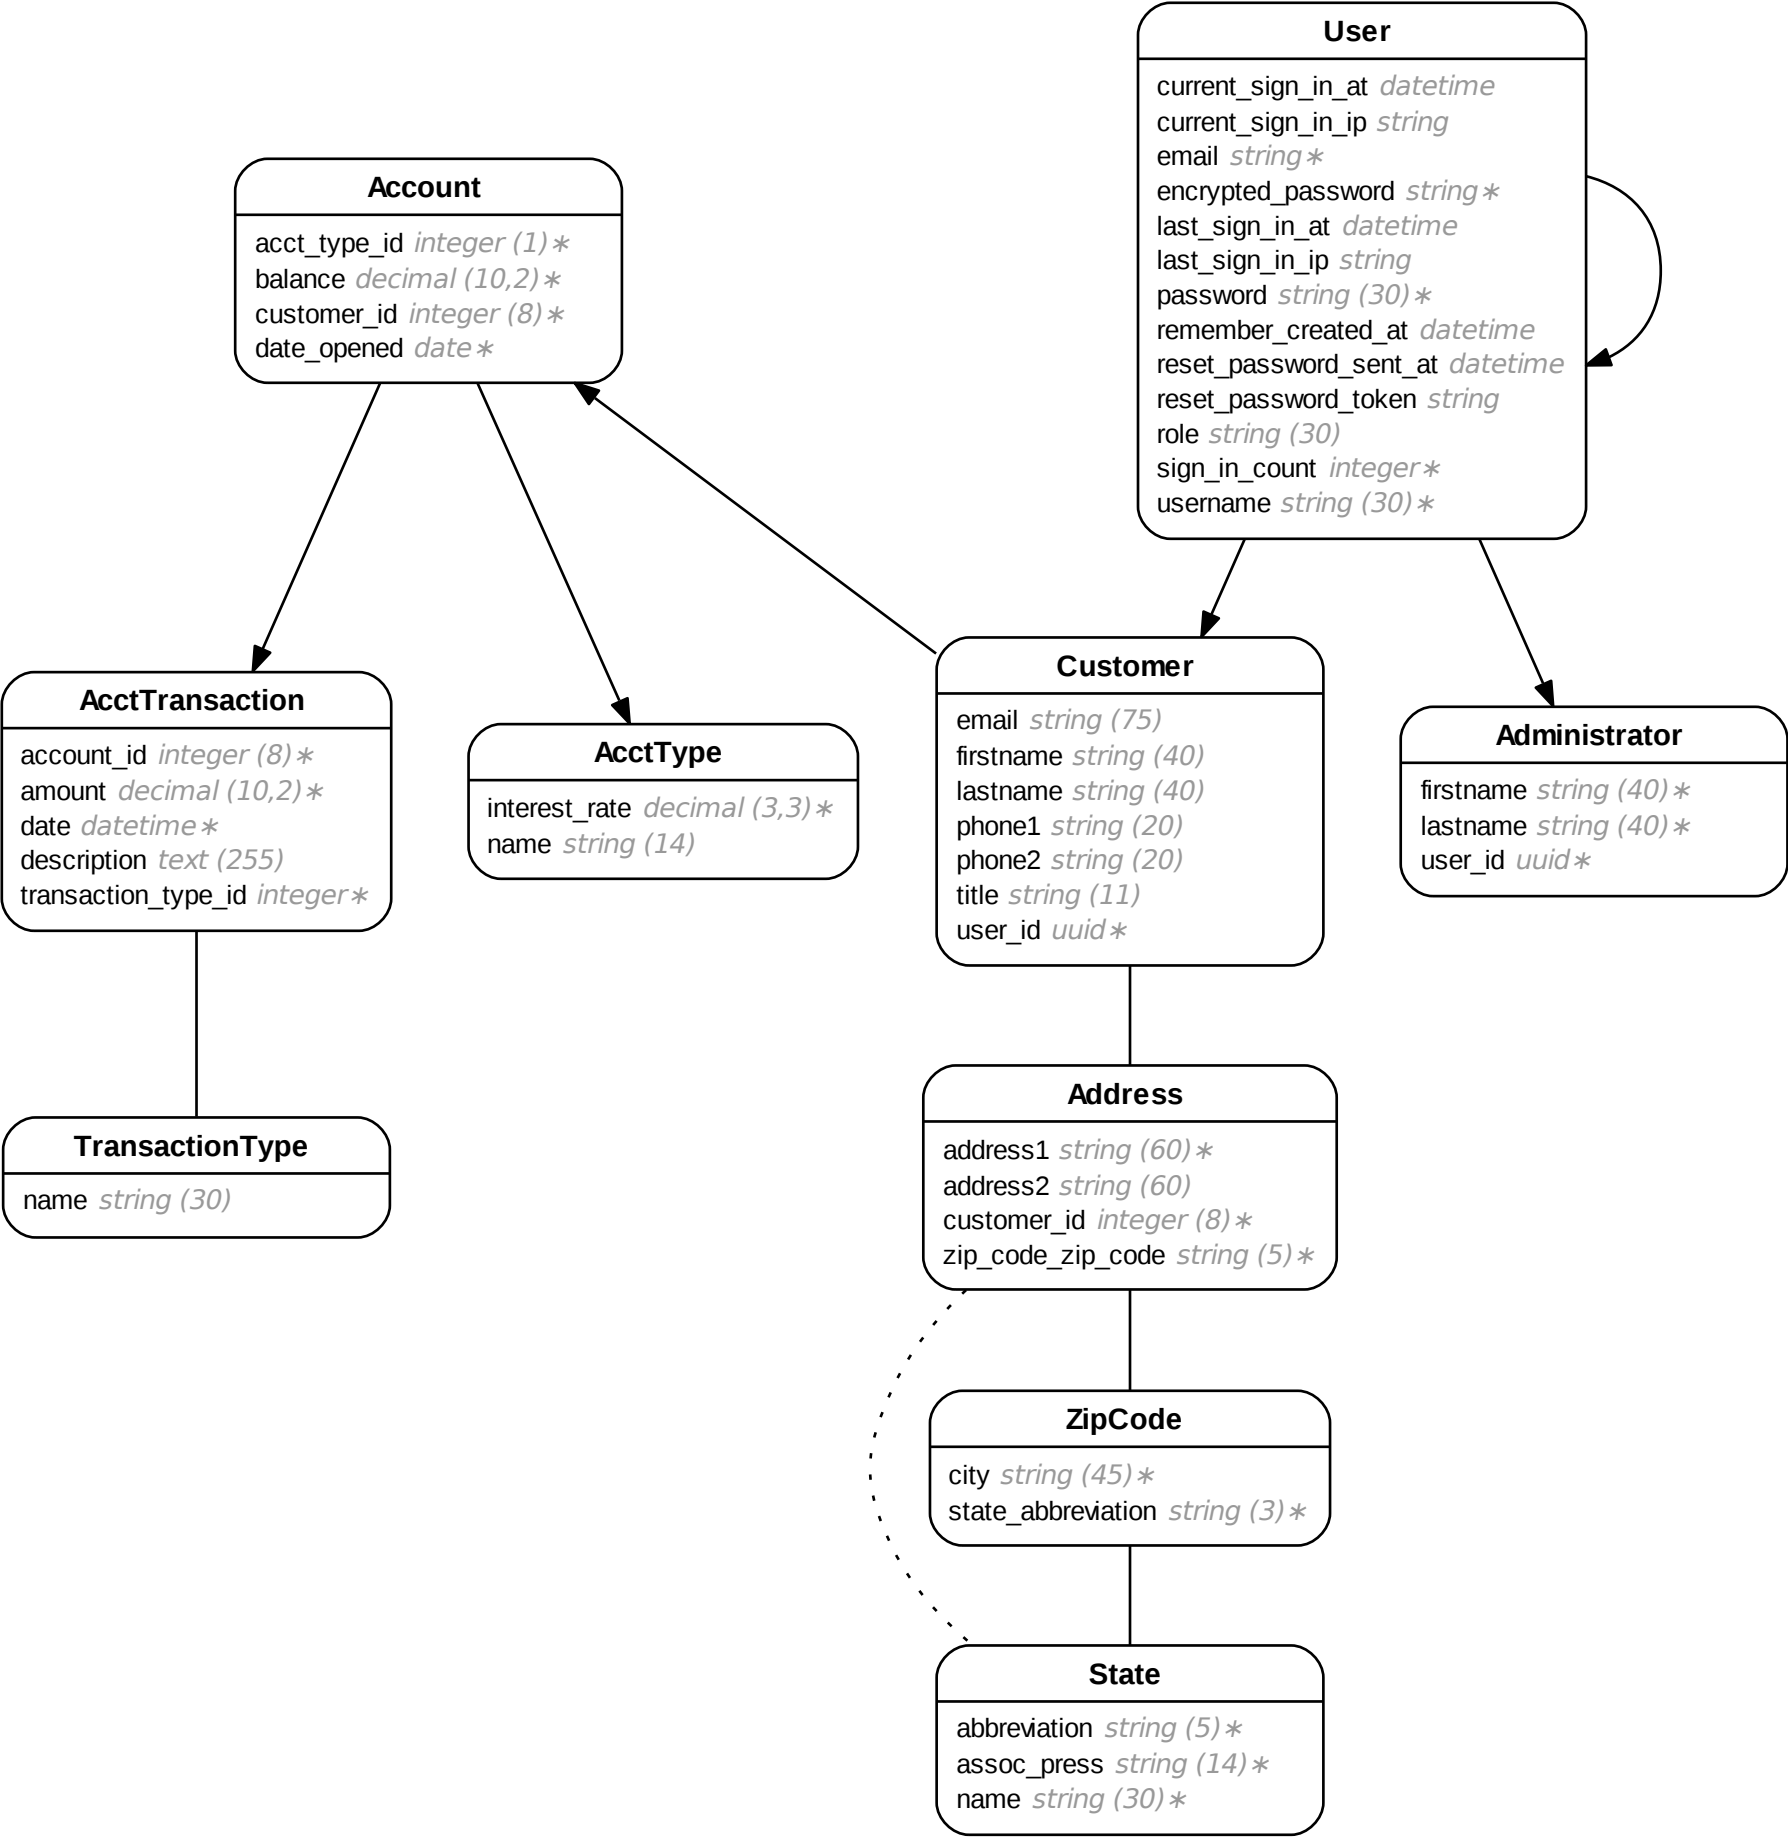 User
current_sign_in_at datetime
current_sign_in_ip string
email string∗
encrypted_password string∗
last_sign_in_at datetime
last_sign_in_ip string
password string (30)∗
remember_created_at datetime
reset_password_sent_at datetime
reset_password_token string
role string (30)
sign_in_count integer∗
username string (30)∗
Account
acct_type_id integer (1)∗
balance decimal (10,2)∗
customer_id integer (8)∗
date_opened date∗
Customer
email string (75)
firstname string (40)
lastname string (40)
phone1 string (20)
phone2 string (20)
title string (11)
user_id uuid∗
AcctTransaction
account_id integer (8)∗
amount decimal (10,2)∗
date datetime∗
description text (255)
transaction_type_id integer∗
AcctType
interest_rate decimal (3,3)∗
name string (14)
Administrator
firstname string (40)∗
lastname string (40)∗
user_id uuid∗
Address
address1 string (60)∗
address2 string (60)
customer_id integer (8)∗
zip_code_zip_code string (5)∗
TransactionType
name string (30)
ZipCode
city string (45)∗
state_abbreviation string (3)∗
State
abbreviation string (5)∗
assoc_press string (14)∗
name string (30)∗